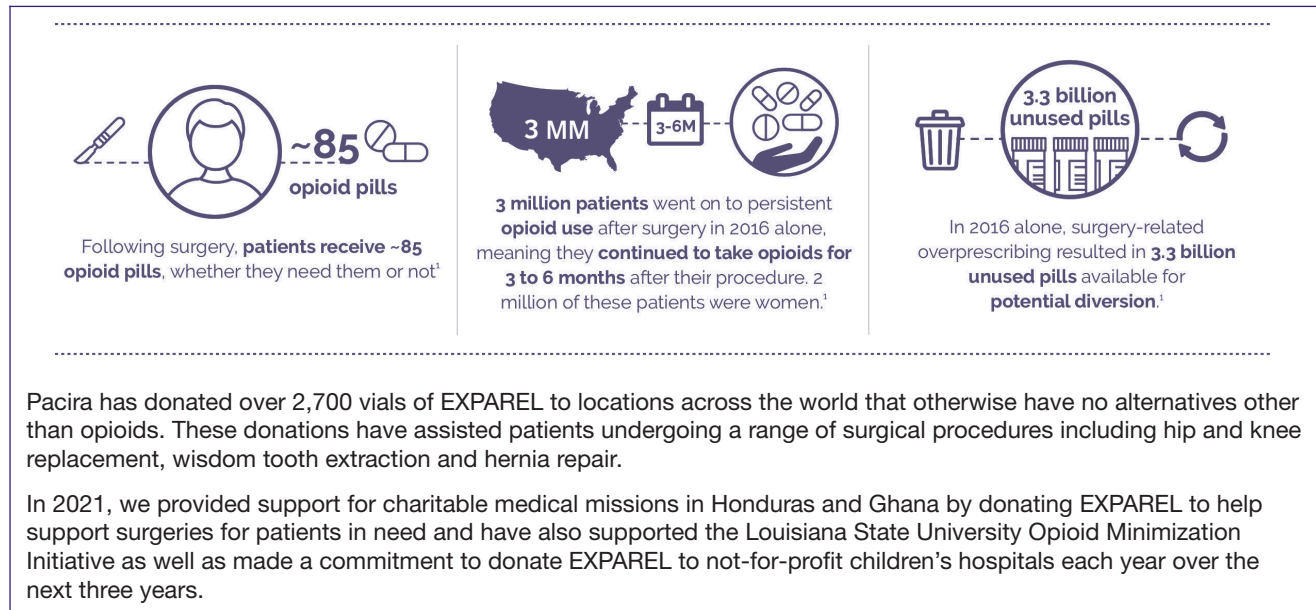 ~85
opioid pills
Following surgery, patients receive ~85
opioid pills, whether they need them or not¹
3 MM
3-6M
3 million patients went on to persistent
opioid use after surgery in 2016 alone,
meaning they continued to take opioids for
3 to 6 months after their procedure. 2
million of these patients were women.¹
3.3 billion
unused pills
In 2016 alone, surgery-related
overprescribing resulted in 3.3 billion
unused pills available for
potential diversion.¹
Pacira has donated over 2,700 vials of EXPAREL to locations across the world that otherwise have no alternatives other
than opioids. These donations have assisted patients undergoing a range of surgical procedures including hip and knee
replacement, wisdom tooth extraction and hernia repair.
In 2021, we provided support for charitable medical missions in Honduras and Ghana by donating EXPAREL to help
support surgeries for patients in need and have also supported the Louisiana State University Opioid Minimization
Initiative as well as made a commitment to donate EXPAREL to not-for-profit children's hospitals each year over the
next three years.